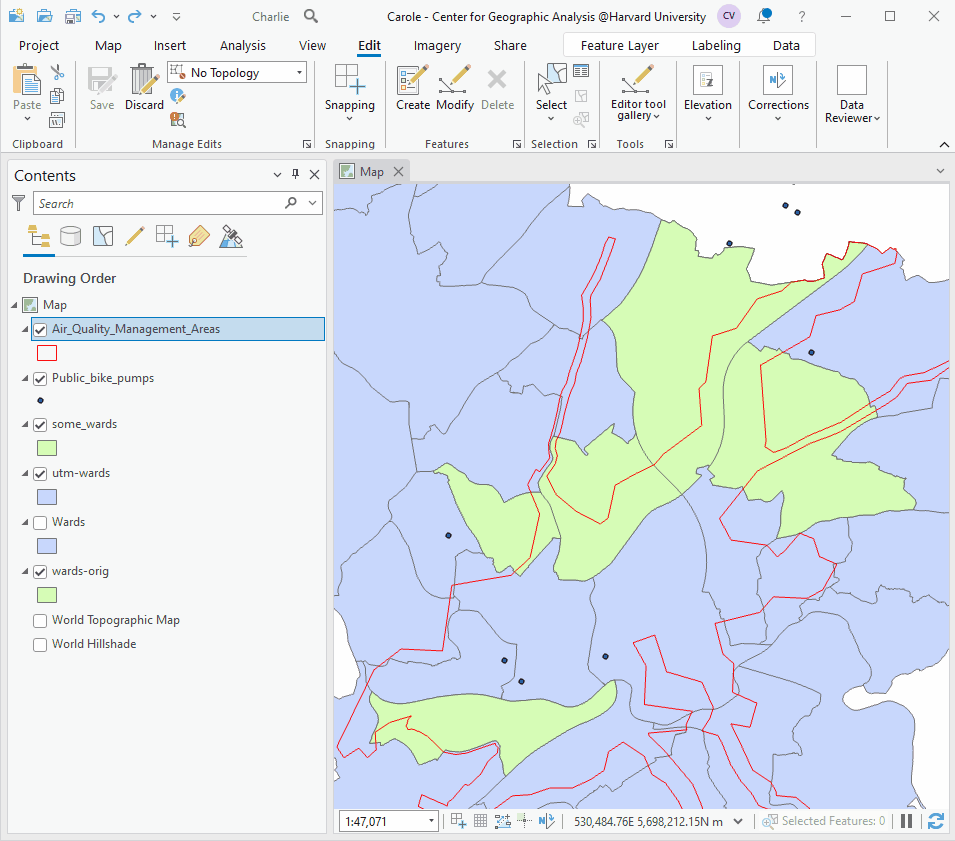 Charlie
Carole - Center for Geographic Analysis @Harvard University
CV
?
Project Map Insert Analysis View Edit Imagery Share Feature Layer Labeling Data
No Topology
Paste
Save
Discard
Snapping
Create
Modify
Delete
Select
Editor tool
gallery
Elevation
Corrections
Data
Reviewer
Clipboard
Manage Edits
Snapping
Features
Selection
Tools
Contents
Search
Drawing Order
Map
Air_Quality_Management_Areas
Public_bike_pumps
some_wards
utm-wards
Wards
wards-orig
World Topographic Map
World Hillshade
Map
1:47,071
530,484.76E 5,698,212.15N m
Selected Features: 0